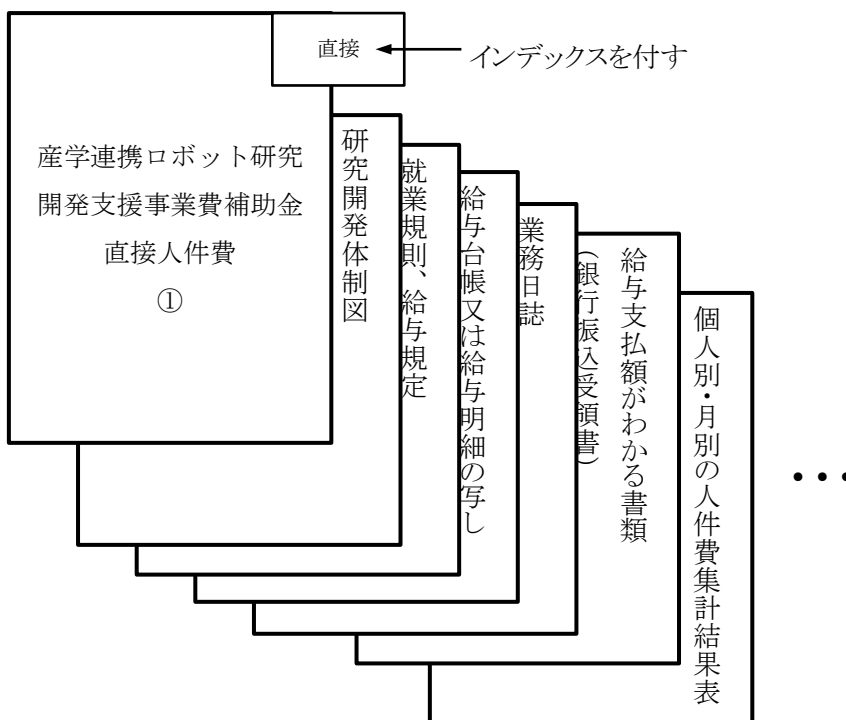 直接
インデックスを付す
産学連携ロボット研究
開発支援事業費補助金
直接人件費
①
研究開発体制図
就業規則、給与規定
給与台帳又は給与明細の写し
業務日誌
給与支払額がわかる書類
（銀行振込受領書）
個人別・月別の人件費集計結果表
・・・